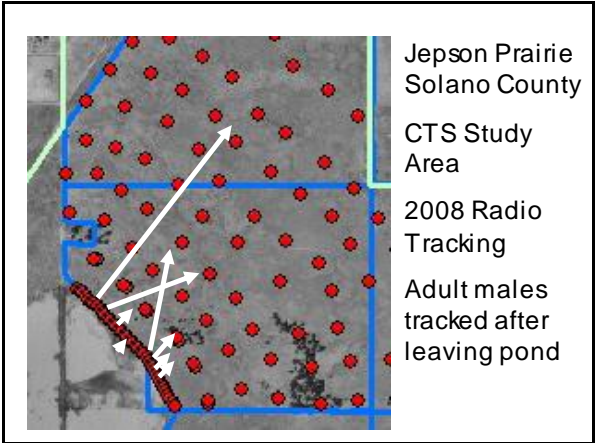 Jepson Prairie
Solano County
CTS Study
Area
2008 Radio
Tracking
Adult males
tracked after
leaving pond